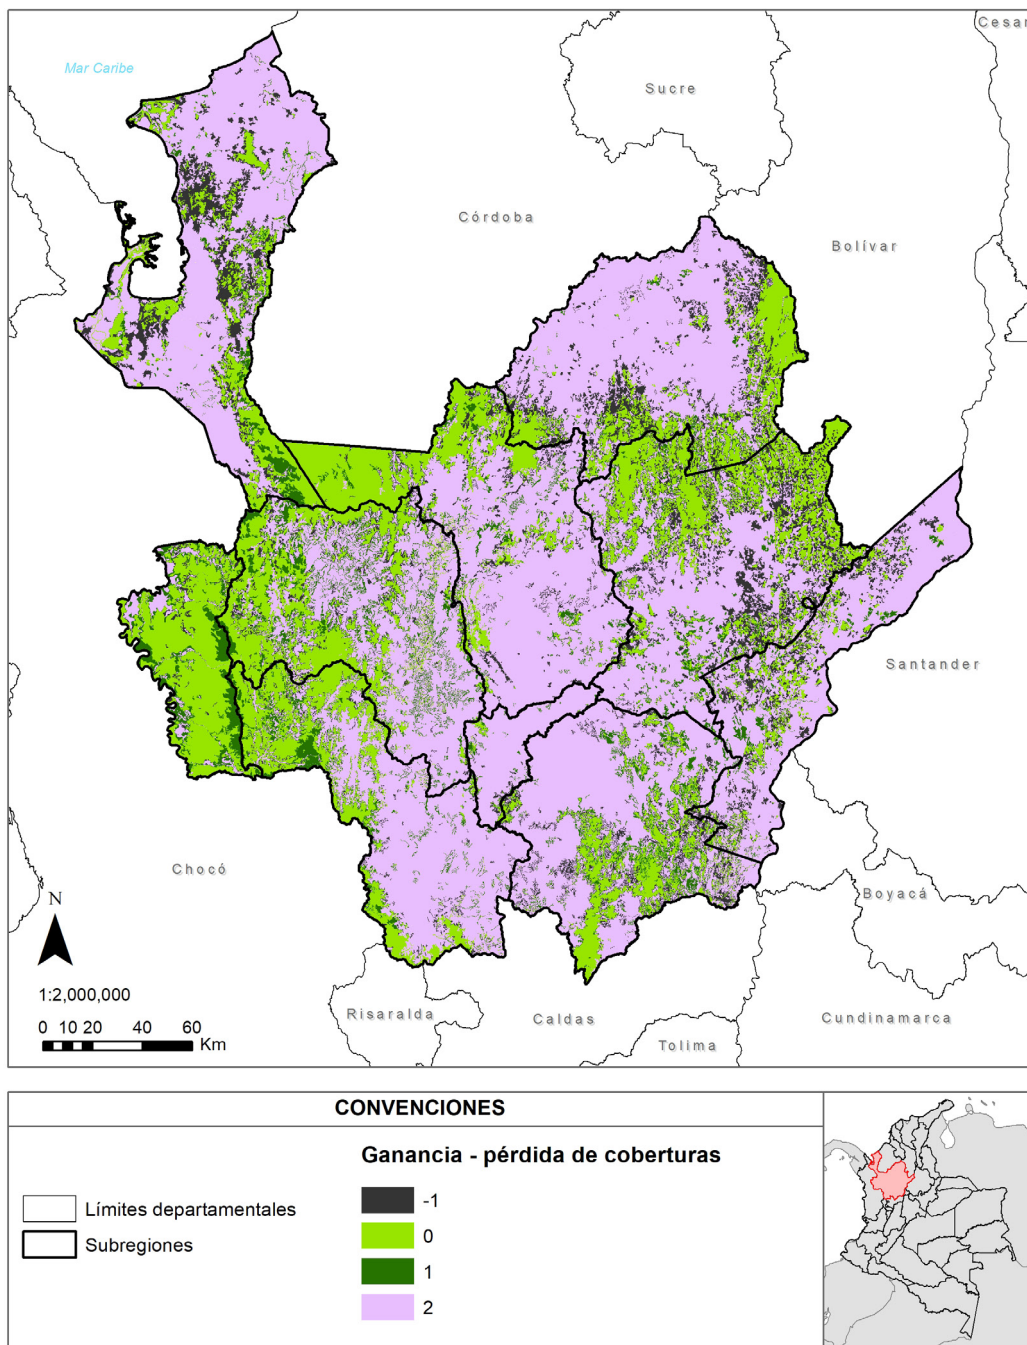 Cesar
Mar Caribe
Sucre
Córdoba
Bolívar
Santander
Chocó
Boyacá
N
1:2,000,000
Risaralda
Caldas
Cundinamarca
Tolima
0 10 20 40 60
Km
CONVENCIONES
Ganancia - pérdida de coberturas
Límites departamentales
Subregiones
-1
0
1
2